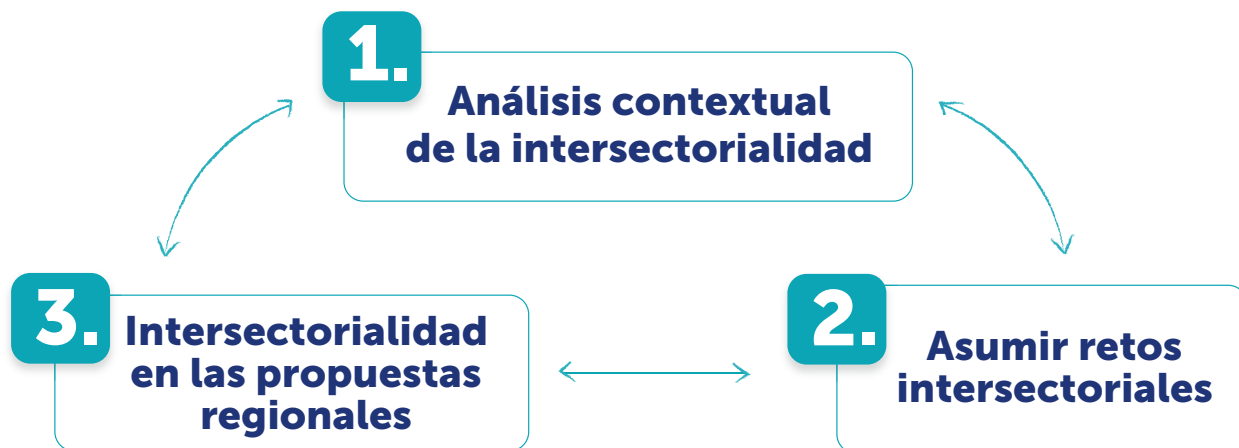 1.
Análisis contextual
de la intersectorialidad
3.
Intersectorialidad
en las propuestas
regionales
2.
Asumir retos
intersectoriales